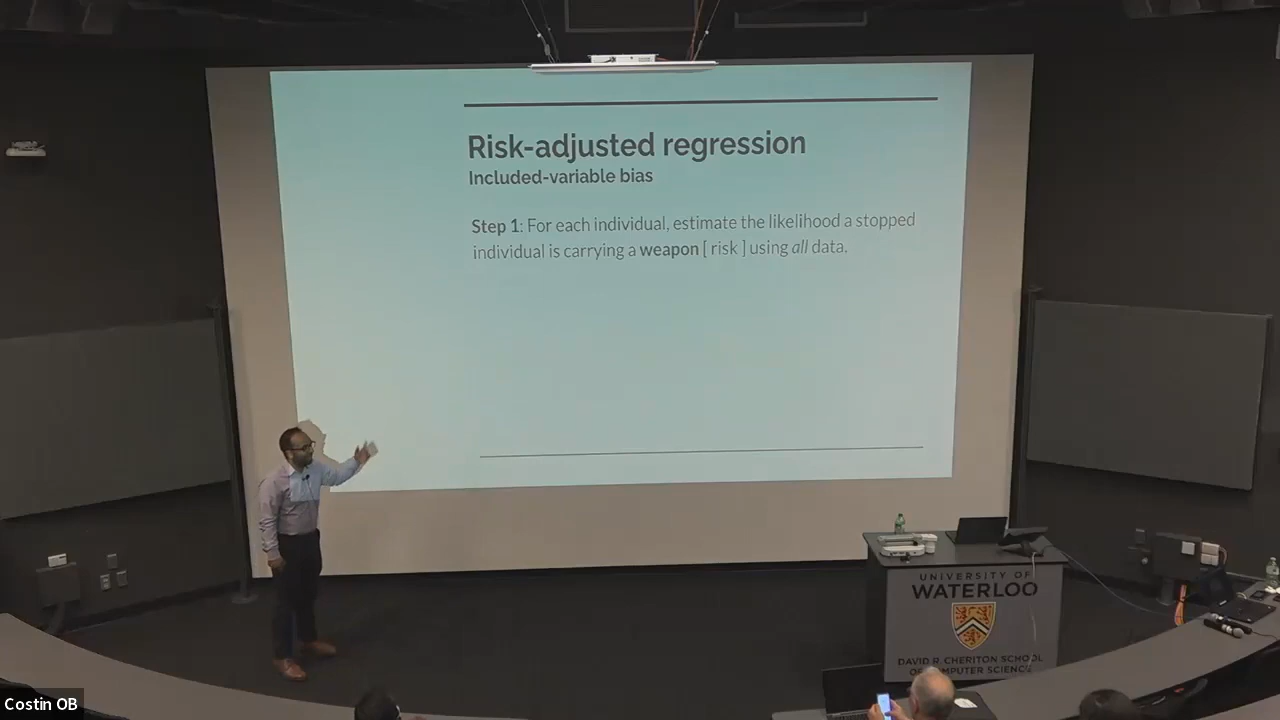 Risk-adjusted regression
Included-variable bias
Step 1: For each individual, estimate the likelihood a stopped
individual is carrying a weapon [ risk ] using all data.
UNIVERSITY OF
WATERLOO
DAVID R. CHERITON SCHOOL
OF COMPUTER SCIENCE
Costin OB